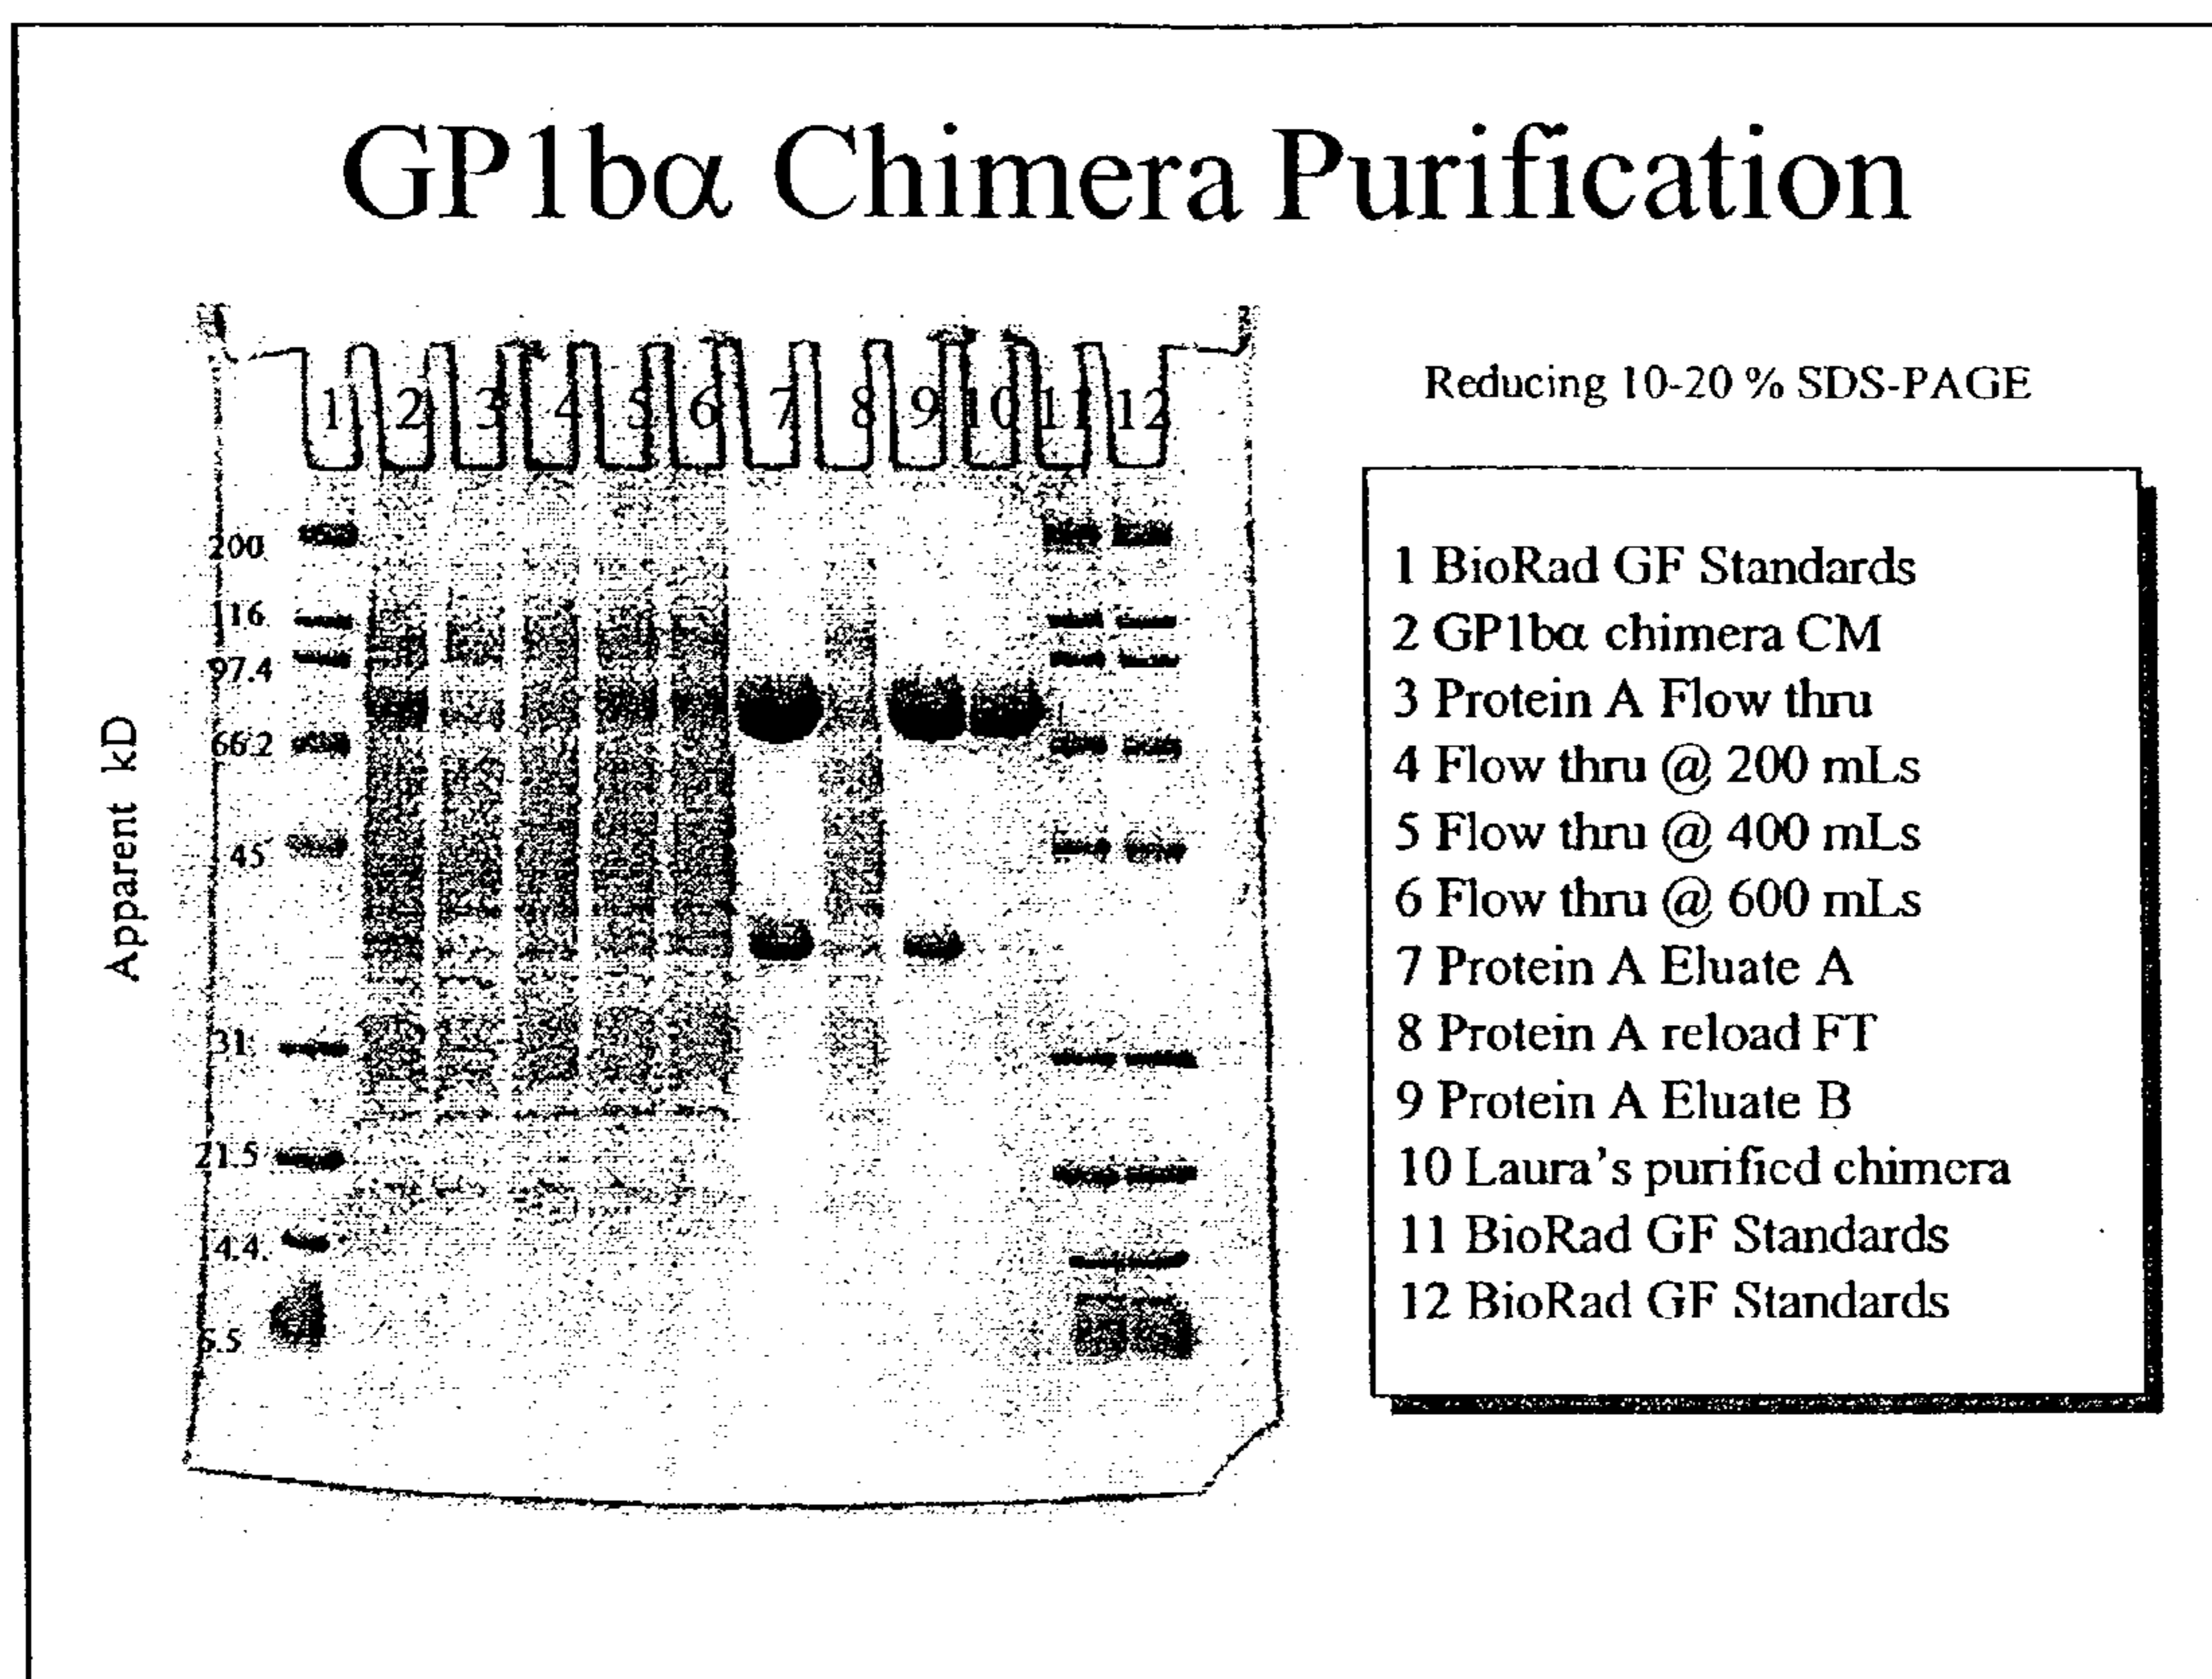 GP1bα Chimera Purification
Reducing 10-20 % SDS-PAGE
1 2 3 4 5 6 7 8 9 10 11 12
200
116
97.4
66.2
45
31
21.5
14.4
6.5
Apparent kD
1 BioRad GF Standards
2 GP1bα chimera CM
3 Protein A Flow thru
4 Flow thru @ 200 mLs
5 Flow thru @ 400 mLs
6 Flow thru @ 600 mLs
7 Protein A Eluate A
8 Protein A reload FT
9 Protein A Eluate B
10 Laura's purified chimera
11 BioRad GF Standards
12 BioRad GF Standards